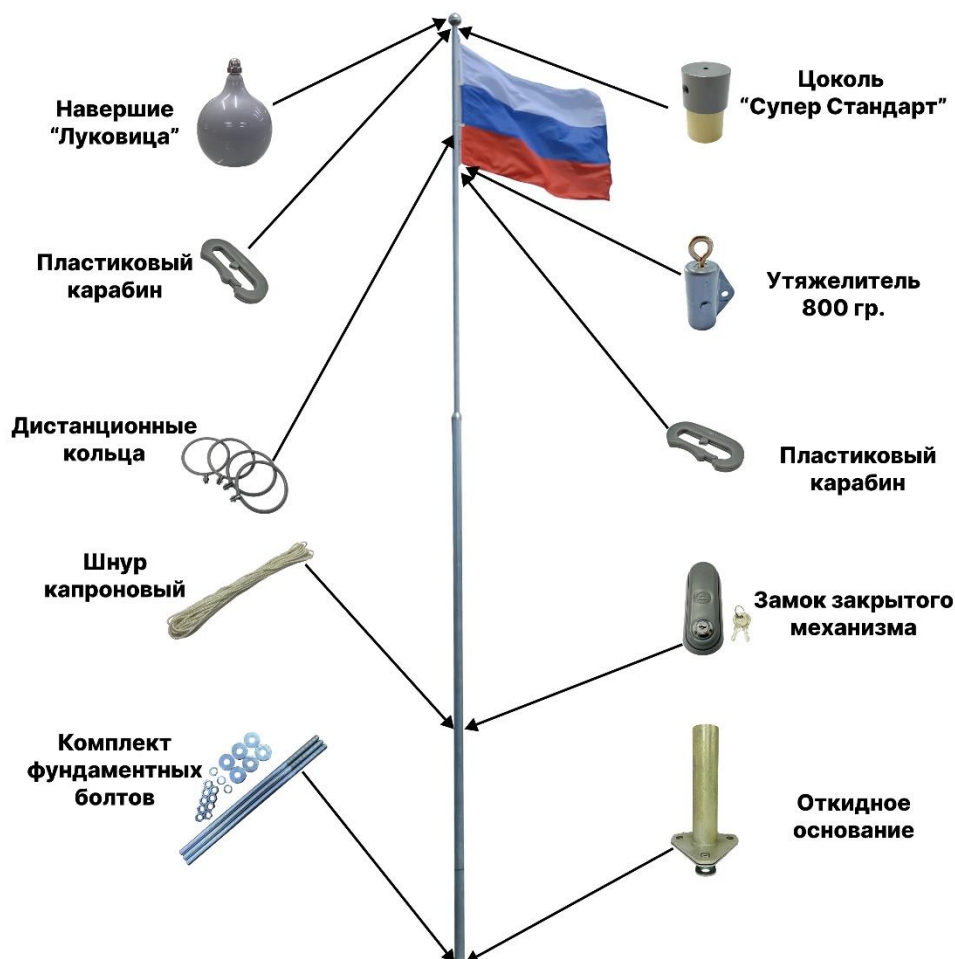 Навершие
“Луковица”
Цоколь
“Супер Стандарт”
Пластиковый
карабин
Утяжелитель
800 гр.
Дистанционные
кольца
Пластиковый
карабин
Шнур
капроновый
Замок закрытого
механизма
Комплект
фундаментных
болтов
Откидное
основание